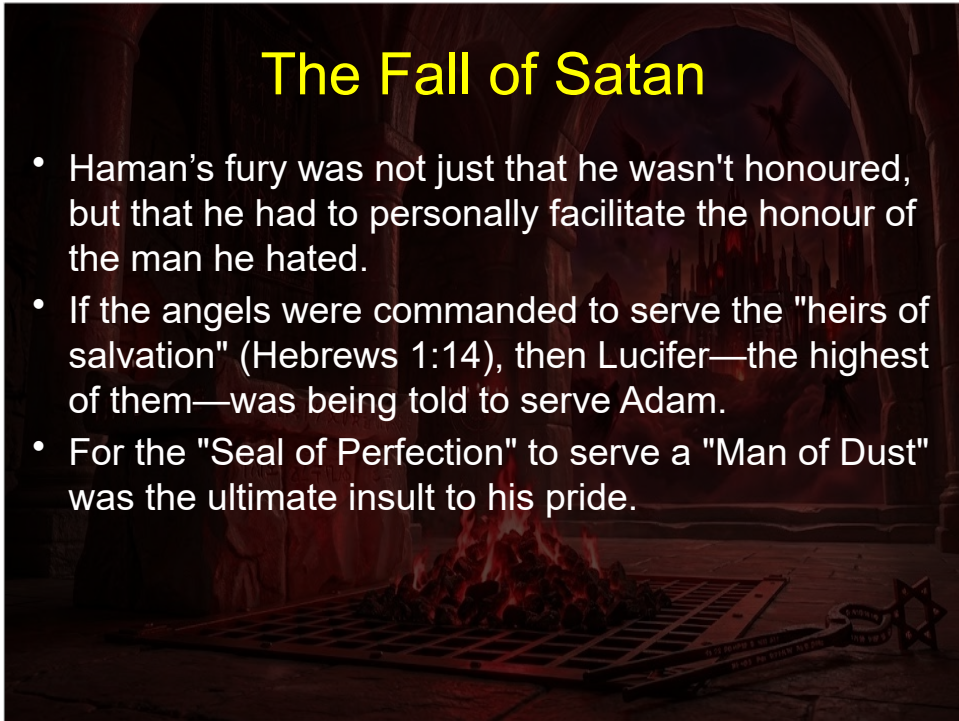 The Fall of Satan
• Haman’s fury was not just that he wasn't honoured,
but that he had to personally facilitate the honour of
the man he hated.
• If the angels were commanded to serve the "heirs of
salvation" (Hebrews 1:14), then Lucifer—the highest
of them—was being told to serve Adam.
• For the "Seal of Perfection" to serve a "Man of Dust"
was the ultimate insult to his pride.